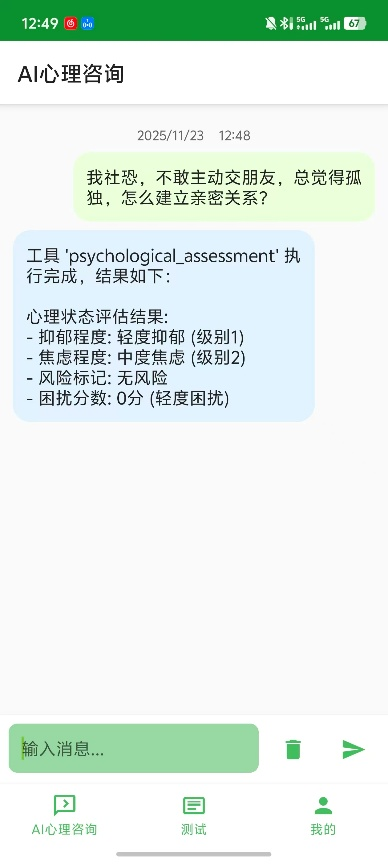 12:49
5G
5G
67
AI心理咨询
2025/11/23 12:48
我社恐，不敢主动交朋友，总觉得孤
独，怎么建立亲密关系？
工具 'psychological_assessment' 执
行完成，结果如下：
心理状态评估结果:
- 抑郁程度: 轻度抑郁 (级别1)
- 焦虑程度: 中度焦虑 (级别2)
- 风险标记: 无风险
- 困扰分数: 0分 (轻度困扰)
输入消息...
AI心理咨询
测试
我的